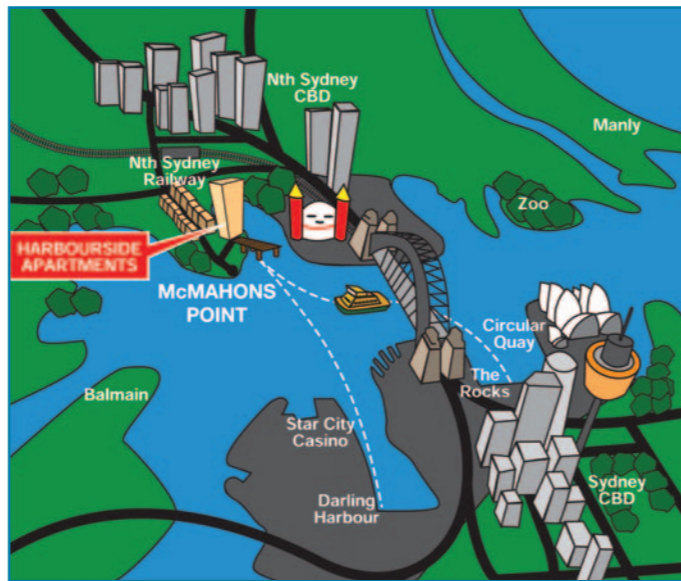 Nth Sydney
CBD
Manly
Nth Sydney
Railway
Zoo
HARBOURSIDE
APARTMENTS
McMAHONS
POINT
Circular
Quay
The
Rocks
Balmain
Star City
Casino
Darling
Harbour
Sydney
CBD